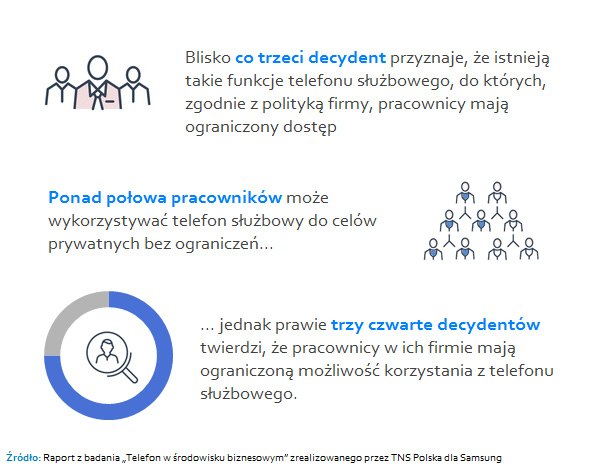 Blisko co trzeci decydent przyznaje, że istnieją
takie funkcje telefonu służbowego, do których,
zgodnie z polityką firmy, pracownicy mają
ograniczony dostęp
Ponad połowa pracowników może
wykorzystywać telefon służbowy do celów
prywatnych bez ograniczeń...
... jednak prawie trzy czwarte decydentów
twierdzi, że pracownicy w ich firmie mają
ograniczoną możliwość korzystania z telefonu
służbowego.
Źródło: Raport z badania „Telefon w środowisku biznesowym” zrealizowanego przez TNS Polska dla Samsung